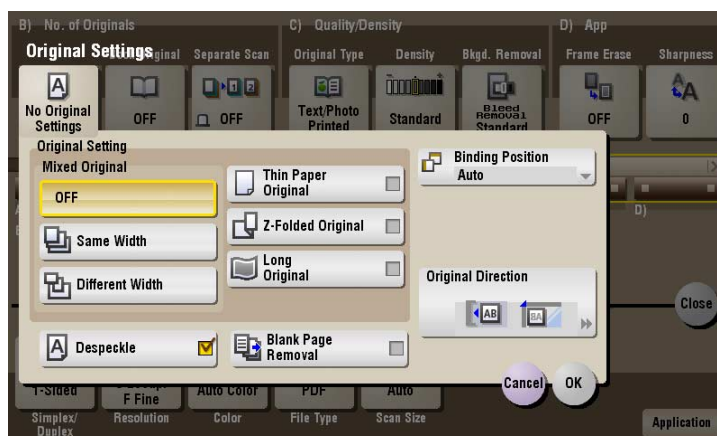 B) No. of Originals
C) Quality/Density
D) App
Original Settings
Original
Separate Scan
Original Type
Density
Bkgd. Removal
Frame Erase
Sharpness
No Original
Settings
OFF
OFF
Text/Photo
Printed
Standard
Bleed
Removal
Standard
OFF
0
Original Setting
Mixed Original
OFF
Same Width
Different Width
Thin Paper
Original
Z-Folded Original
Long
Original
Binding Position
Auto
Original Direction
AB
BA
D)
Close
Despeckle
Blank Page
Removal
Cancel
OK
1-Sided
F Fine
Auto Color
PDF
Auto
Simplex/
Duplex
Resolution
Color
File Type
Scan Size
Application